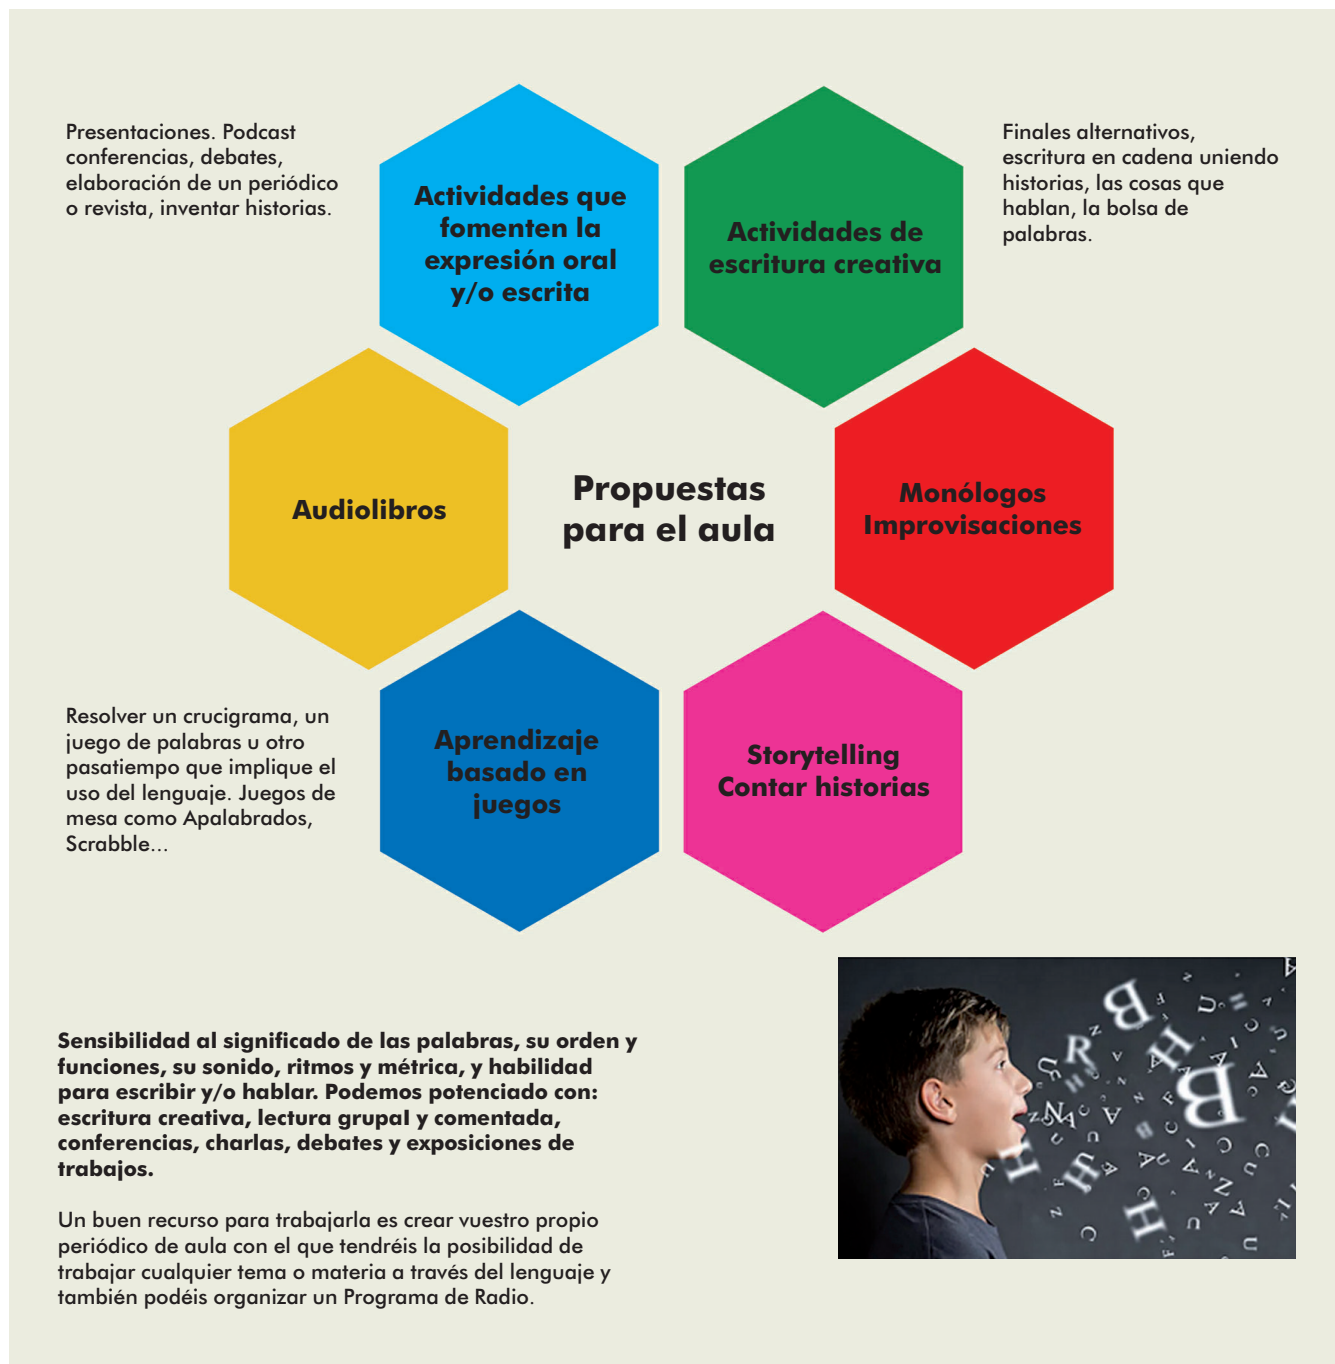 Presentaciones. Podcast
conferencias, debates,
elaboración de un periódico
o revista, inventar historias.
Actividades que
fomenten la
expresión oral
y/o escrita
Actividades de
escritura creativa
Finales alternativos,
escritura en cadena uniendo
historias, las cosas que
hablan, la bolsa de
palabras.
Audiolibros
Propuestas
para el aula
Monólogos
Improvisaciones
Resolver un crucigrama, un
juego de palabras u otro
pasatiempo que implique el
uso del lenguaje. Juegos de
mesa como Apalabrados,
Scrabble...
Aprendizaje
basado en
juegos
Storytelling
Contar historias
Sensibilidad al significado de las palabras, su orden y
funciones, su sonido, ritmos y métrica, y habilidad
para escribir y/o hablar. Podemos potenciado con:
escritura creativa, lectura grupal y comentada,
conferencias, charlas, debates y exposiciones de
trabajos.
Un buen recurso para trabajarla es crear vuestro propio
periódico de aula con el que tendréis la posibilidad de
trabajar cualquier tema o materia a través del lenguaje y
también podéis organizar un Programa de Radio.